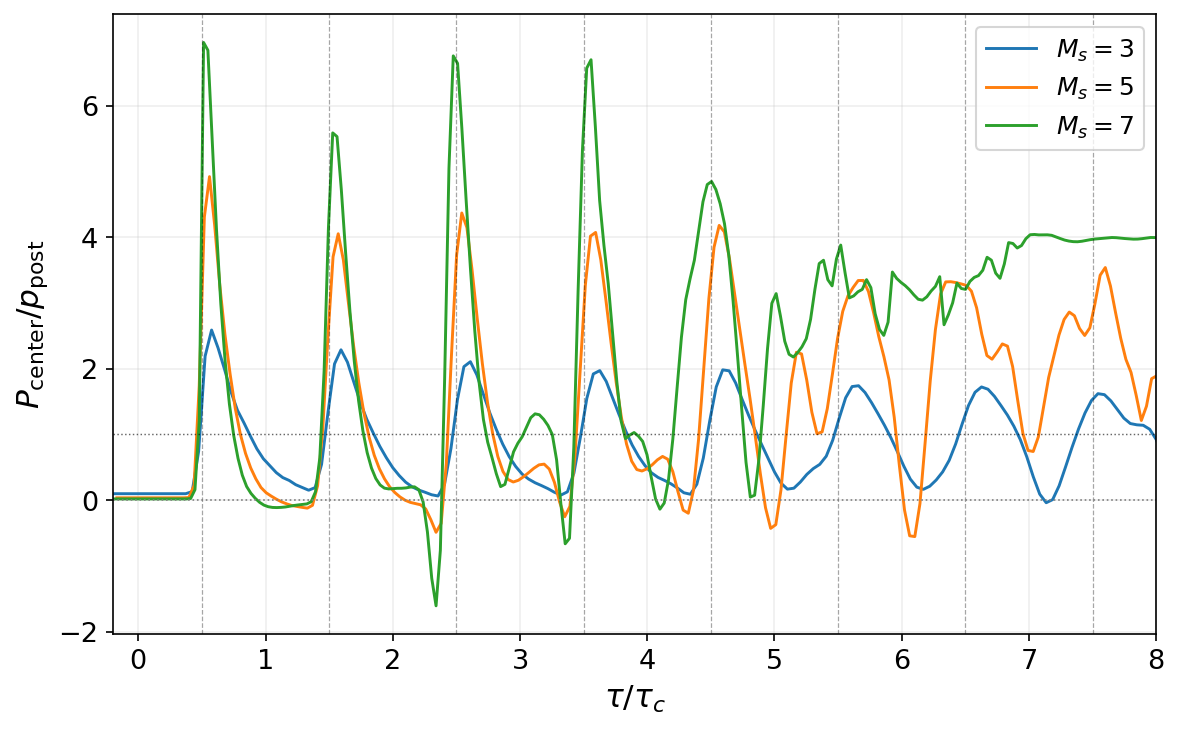 M_s = 3
M_s = 5
M_s = 7
P_center/p_post
6
4
2
0
−2
0 1 2 3 4 5 6 7 8
τ/τ_c